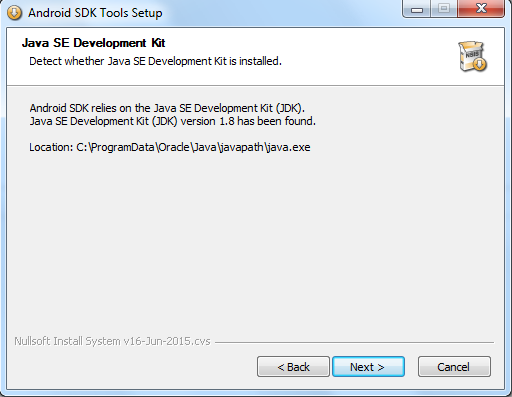 Android SDK Tools Setup
Java SE Development Kit
Detect whether Java SE Development Kit is installed.
NSIS
Android SDK relies on the Java SE Development Kit (JDK).
Java SE Development Kit (JDK) version 1.8 has been found.
Location: C:\ProgramData\Oracle\Java\javapath\java.exe
Nullsoft Install System v16-Jun-2015.cvs
< Back
Next >
Cancel